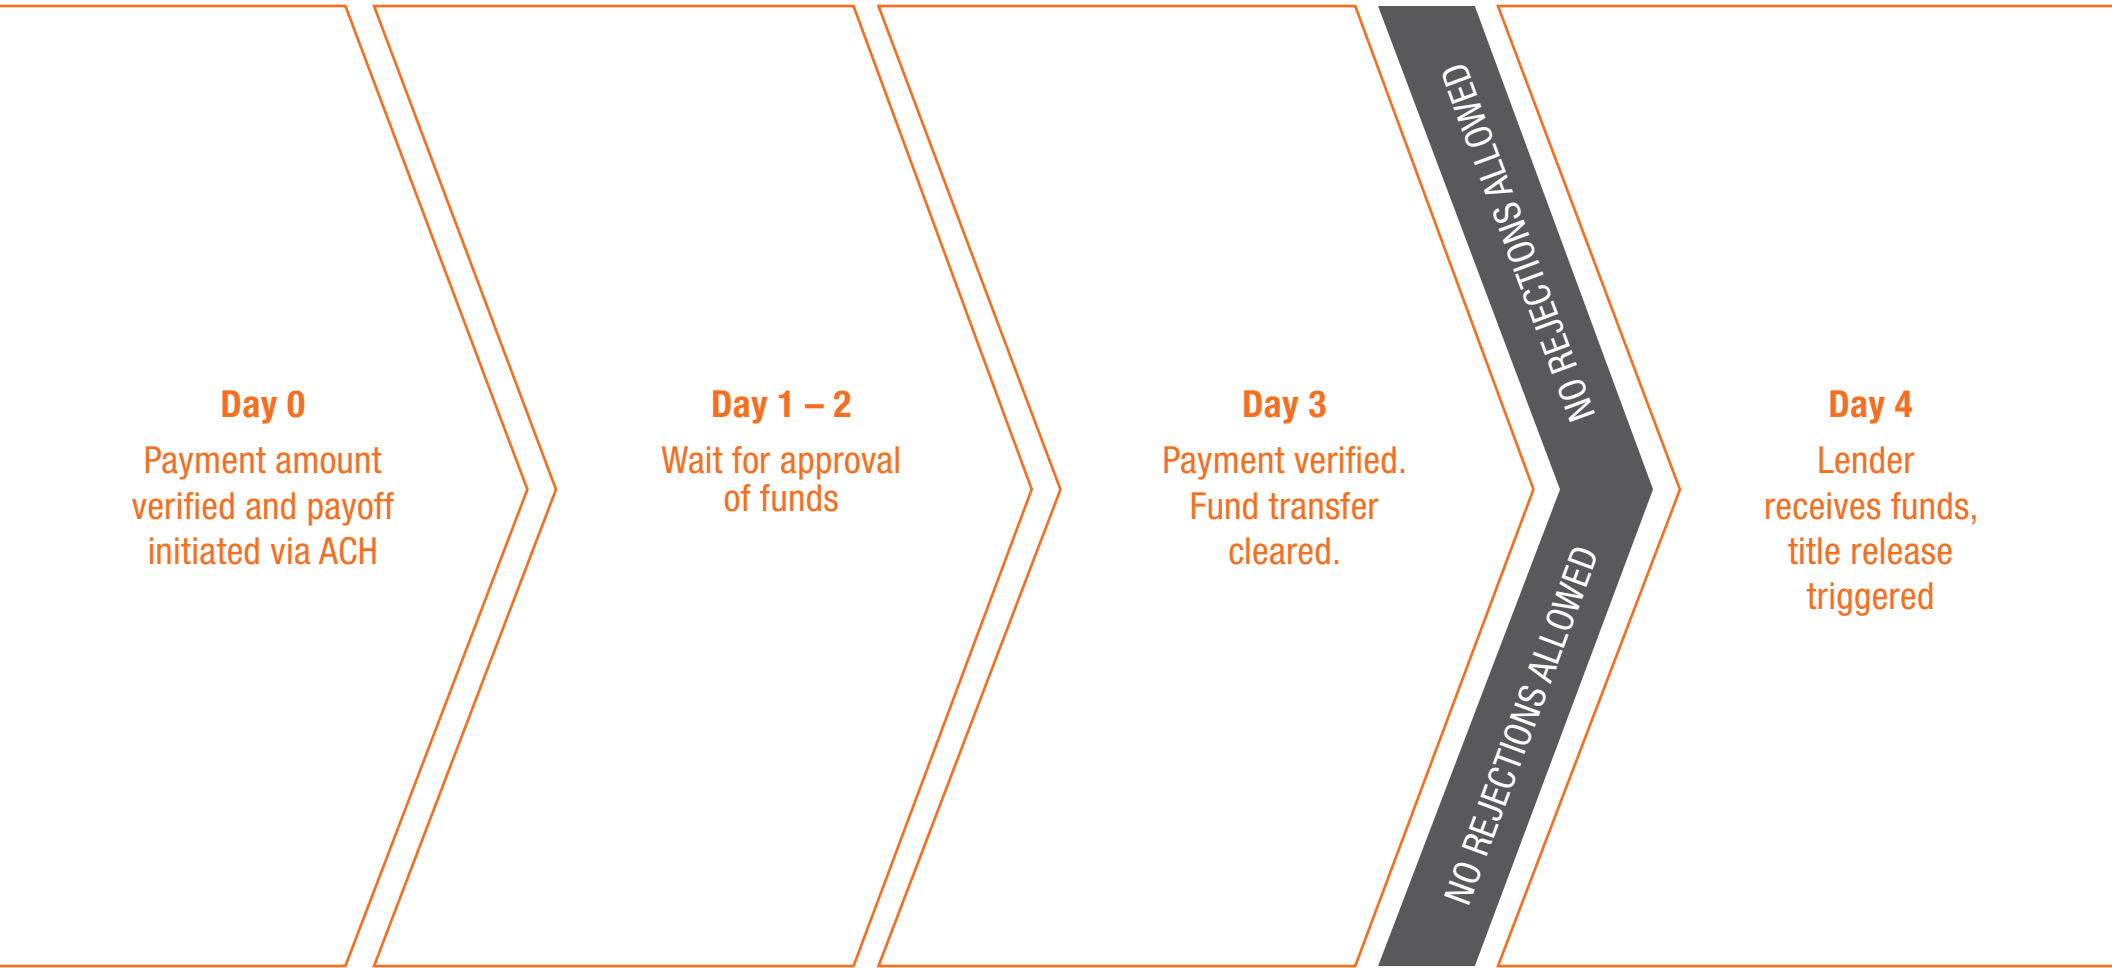 Day 0
Payment amount
verified and payoff
initiated via ACH
Day 1 – 2
Wait for approval
of funds
Day 3
Payment verified.
Fund transfer
cleared.
NO REJECTIONS ALLOWED
NO REJECTIONS ALLOWED
Day 4
Lender
receives funds,
title release
triggered